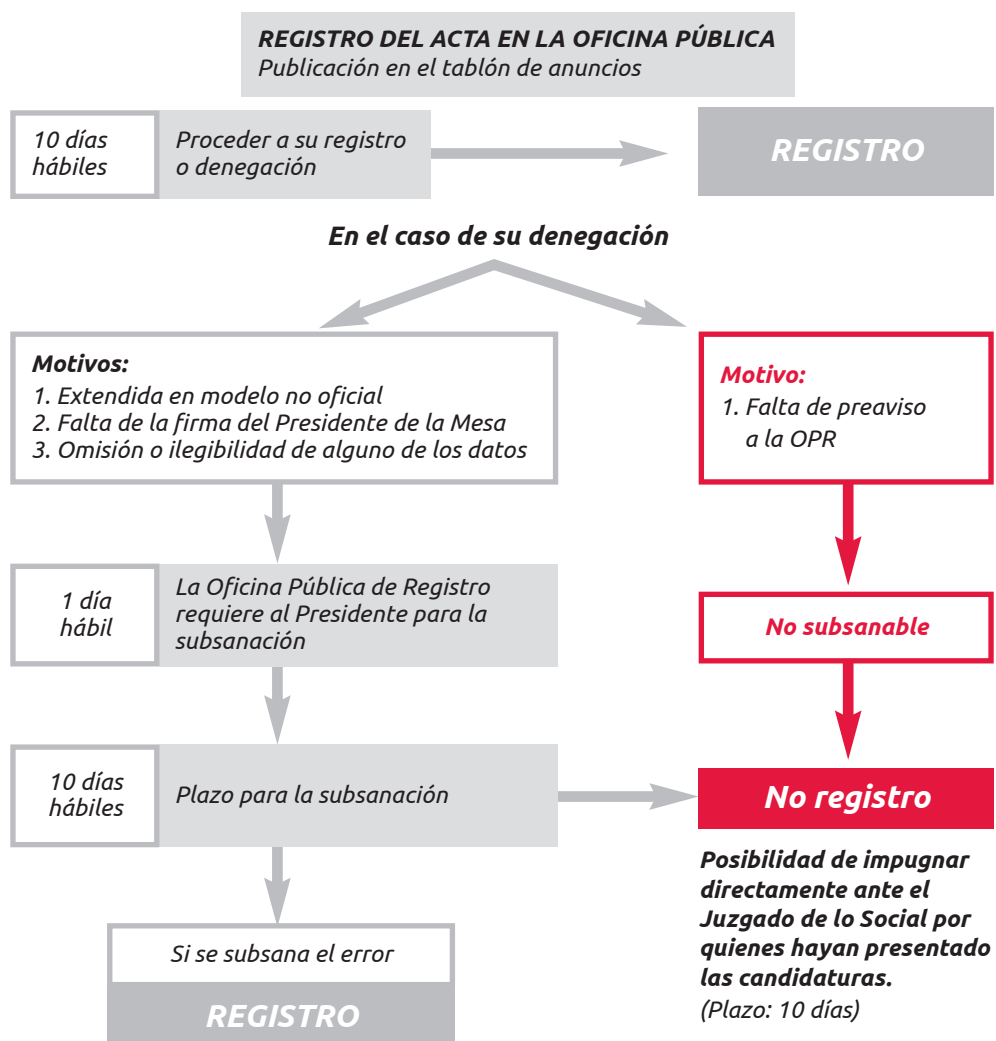 REGISTRO DEL ACTA EN LA OFICINA PÚBLICA
Publicación en el tablón de anuncios
10 días
hábiles
Proceder a su registro
o denegación
REGISTRO
En el caso de su denegación
Motivos:
1. Extendida en modelo no oficial
2. Falta de la firma del Presidente de la Mesa
3. Omisión o ilegibilidad de alguno de los datos
Motivo:
1. Falta de preaviso
a la OPR
1 día
hábil
La Oficina Pública de Registro
requiere al Presidente para la
subsanación
No subsanable
10 días
hábiles
Plazo para la subsanación
No registro
Posibilidad de impugnar
directamente ante el
Juzgado de lo Social por
quienes hayan presentado
las candidaturas.
(Plazo: 10 días)
Si se subsana el error
REGISTRO